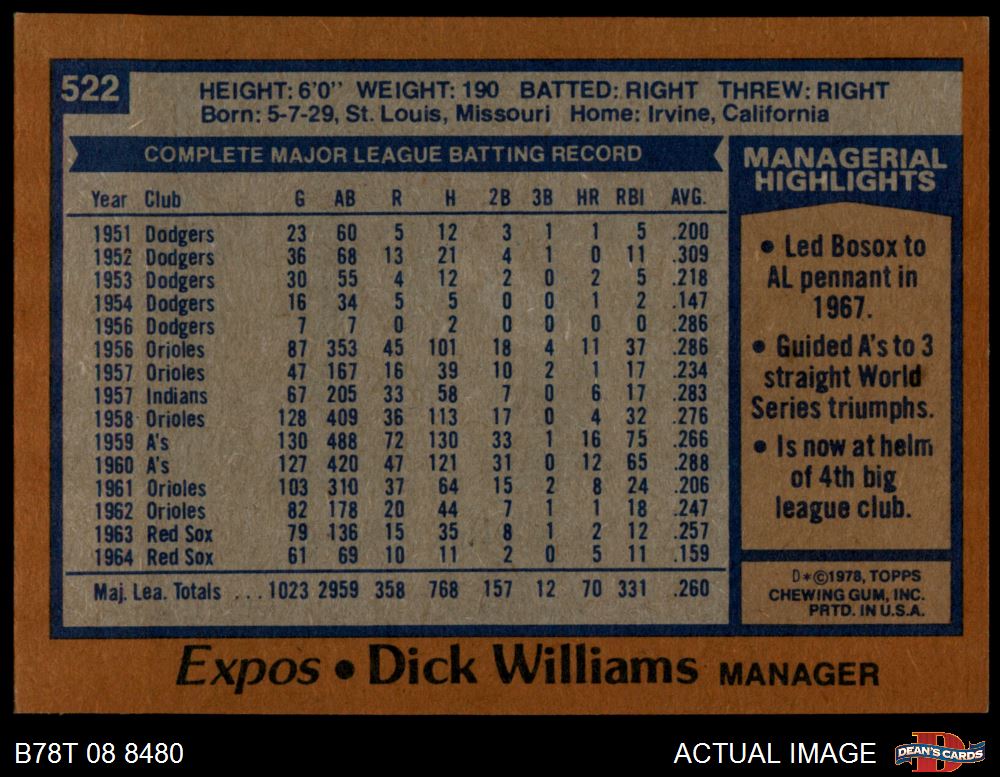 522
HEIGHT: 6'0" WEIGHT: 190 BATTED: RIGHT THREW: RIGHT
Born: 5-7-29, St. Louis, Missouri Home: Irvine, California
COMPLETE MAJOR LEAGUE BATTING RECORD
Year Club G AB R H 2B 3B HR RBI AVG.
1951 Dodgers 23 60 5 12 3 1 1 5 .200
1952 Dodgers 36 68 13 21 4 1 0 11 .309
1953 Dodgers 30 55 4 12 2 0 2 5 .218
1954 Dodgers 16 34 5 5 0 0 1 2 .147
1956 Dodgers 7 7 0 2 0 0 0 0 .286
1956 Orioles 87 353 45 101 18 4 11 37 .286
1957 Orioles 47 167 16 39 10 2 1 17 .234
1957 Indians 67 205 33 58 7 0 6 17 .283
1958 Orioles 128 409 36 113 17 0 4 32 .276
1959 A's 130 488 72 130 33 1 16 75 .266
1960 A's 127 420 47 121 31 0 12 65 .288
1961 Orioles 103 310 37 64 15 2 8 24 .206
1962 Orioles 82 178 20 44 7 1 1 18 .247
1963 Red Sox 79 136 15 35 8 1 2 12 .257
1964 Red Sox 61 69 10 11 2 0 5 11 .159
Maj. Lea. Totals ... 1023 2959 358 768 157 12 70 331 .260
MANAGERIAL
HIGHLIGHTS
• Led Bosox to
AL pennant in
1967.
• Guided A's to 3
straight World
Series triumphs.
• Is now at helm
of 4th big
league club.
D*©1978, TOPPS
CHEWING GUM, INC.
PRTD. IN U.S.A.
Expos • Dick Williams MANAGER
B78T 08 8480
ACTUAL IMAGE
D
DEAN'S CARDS